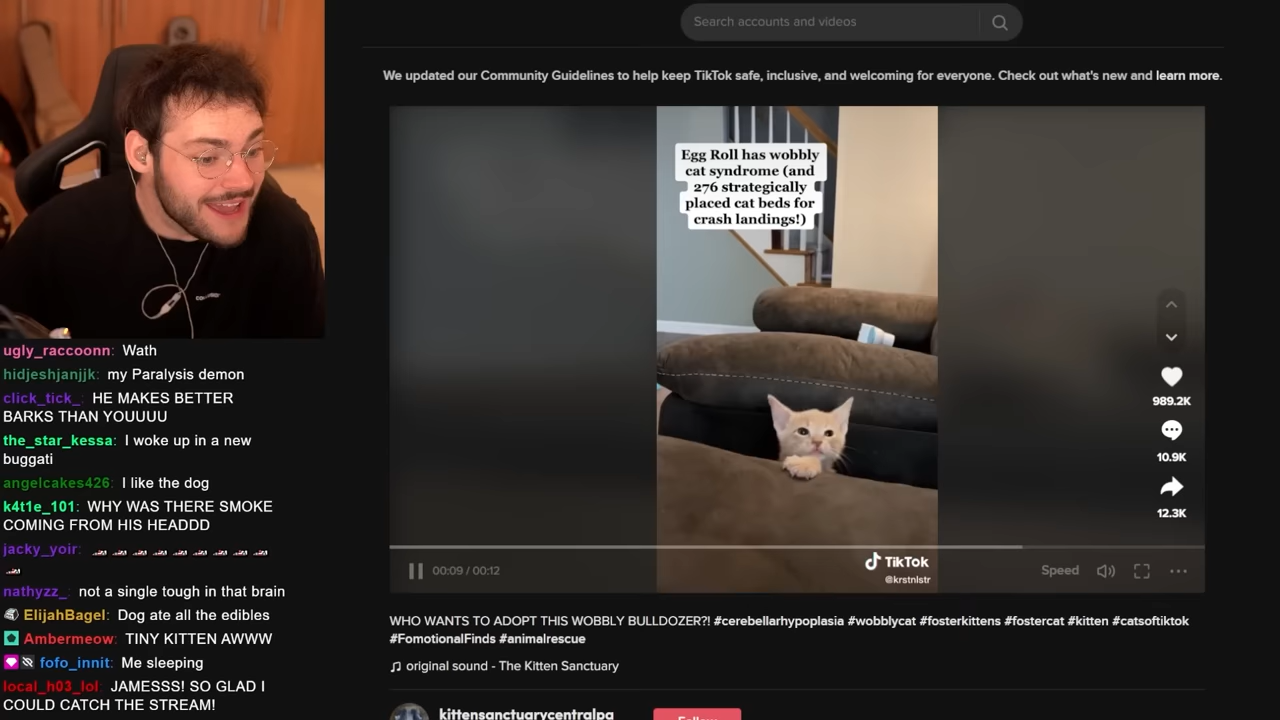 Search accounts and videos
We updated our Community Guidelines to help keep TikTok safe, inclusive, and welcoming for everyone. Check out what's new and learn more.
Egg Roll has wobbly
cat syndrome (and
276 strategically
placed cat beds for
crash landings!)
989.2K
10.9K
12.3K
TikTok
@krstnlstr
00:09 / 00:12
Speed
WHO WANTS TO ADOPT THIS WOBBLY BULLDOZER?! #cerebellarhypoplasia #wobblycat #fosterkittens #fostercat #kitten #catsoftiktok
#FomotionalFinds #animalrescue
original sound - The Kitten Sanctuary
kittensanctuarycentralpa
Follow
ugly_raccoonn: Wath
hidjeshjanjjk: my Paralysis demon
click_tick_: HE MAKES BETTER
BARKS THAN YOUUUU
the_star_kessa: I woke up in a new
buggati
angelcakes426: I like the dog
k4t1e_101: WHY WAS THERE SMOKE
COMING FROM HIS HEADDD
jacky_yoir:
nathyzz_: not a single tough in that brain
ElijahBagel: Dog ate all the edibles
Ambermeow: TINY KITTEN AWWW
fofo_innit: Me sleeping
local_h03_lol: JAMESSS! SO GLAD I
COULD CATCH THE STREAM!